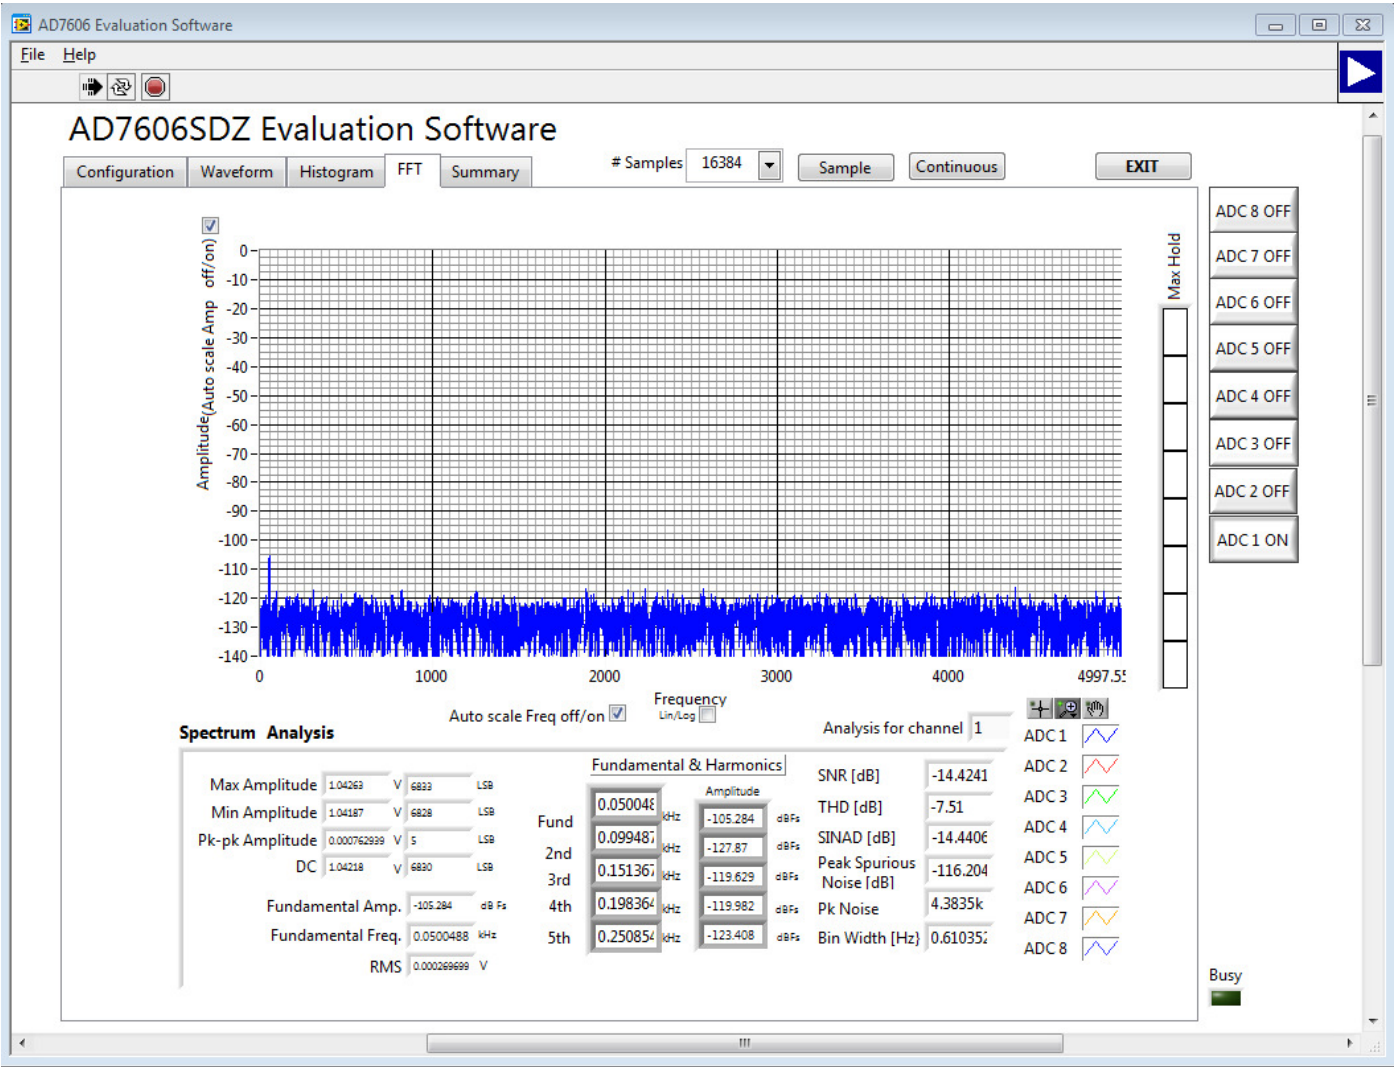 AD7606 Evaluation Software
File Help
AD7606SDZ Evaluation Software
Configuration Waveform Histogram FFT Summary
# Samples 16384 Sample Continuous EXIT
ADC 8 OFF
ADC 7 OFF
ADC 6 OFF
ADC 5 OFF
ADC 4 OFF
ADC 3 OFF
ADC 2 OFF
ADC 1 ON
Max Hold
Amplitude(Auto scale Amp off/on)
0
-10
-20
-30
-40
-50
-60
-70
-80
-90
-100
-110
-120
-130
-140
0 1000 2000 3000 4000 4997.55
Frequency
Auto scale Freq off/on Lin/Log
Spectrum Analysis
Analysis for channel 1
Max Amplitude 1.04263 V 6833 LSB
Min Amplitude 1.04187 V 6828 LSB
Pk-pk Amplitude 0.000762939 V 5 LSB
DC 1.04218 V 6830 LSB
Fundamental Amp. -105.284 dB Fs
Fundamental Freq. 0.0500488 kHz
RMS 0.000269699 V
Fundamental & Harmonics
Amplitude
Fund 0.050048 kHz -105.284 dBFs
2nd 0.099487 kHz -127.87 dBFs
3rd 0.151367 kHz -119.629 dBFs
4th 0.198364 kHz -119.982 dBFs
5th 0.250854 kHz -123.408 dBFs
SNR [dB] -14.4241
THD [dB] -7.51
SINAD [dB] -14.4406
Peak Spurious
Noise [dB] -116.204
Pk Noise 4.3835k
Bin Width [Hz} 0.610352
ADC 1
ADC 2
ADC 3
ADC 4
ADC 5
ADC 6
ADC 7
ADC 8
Busy